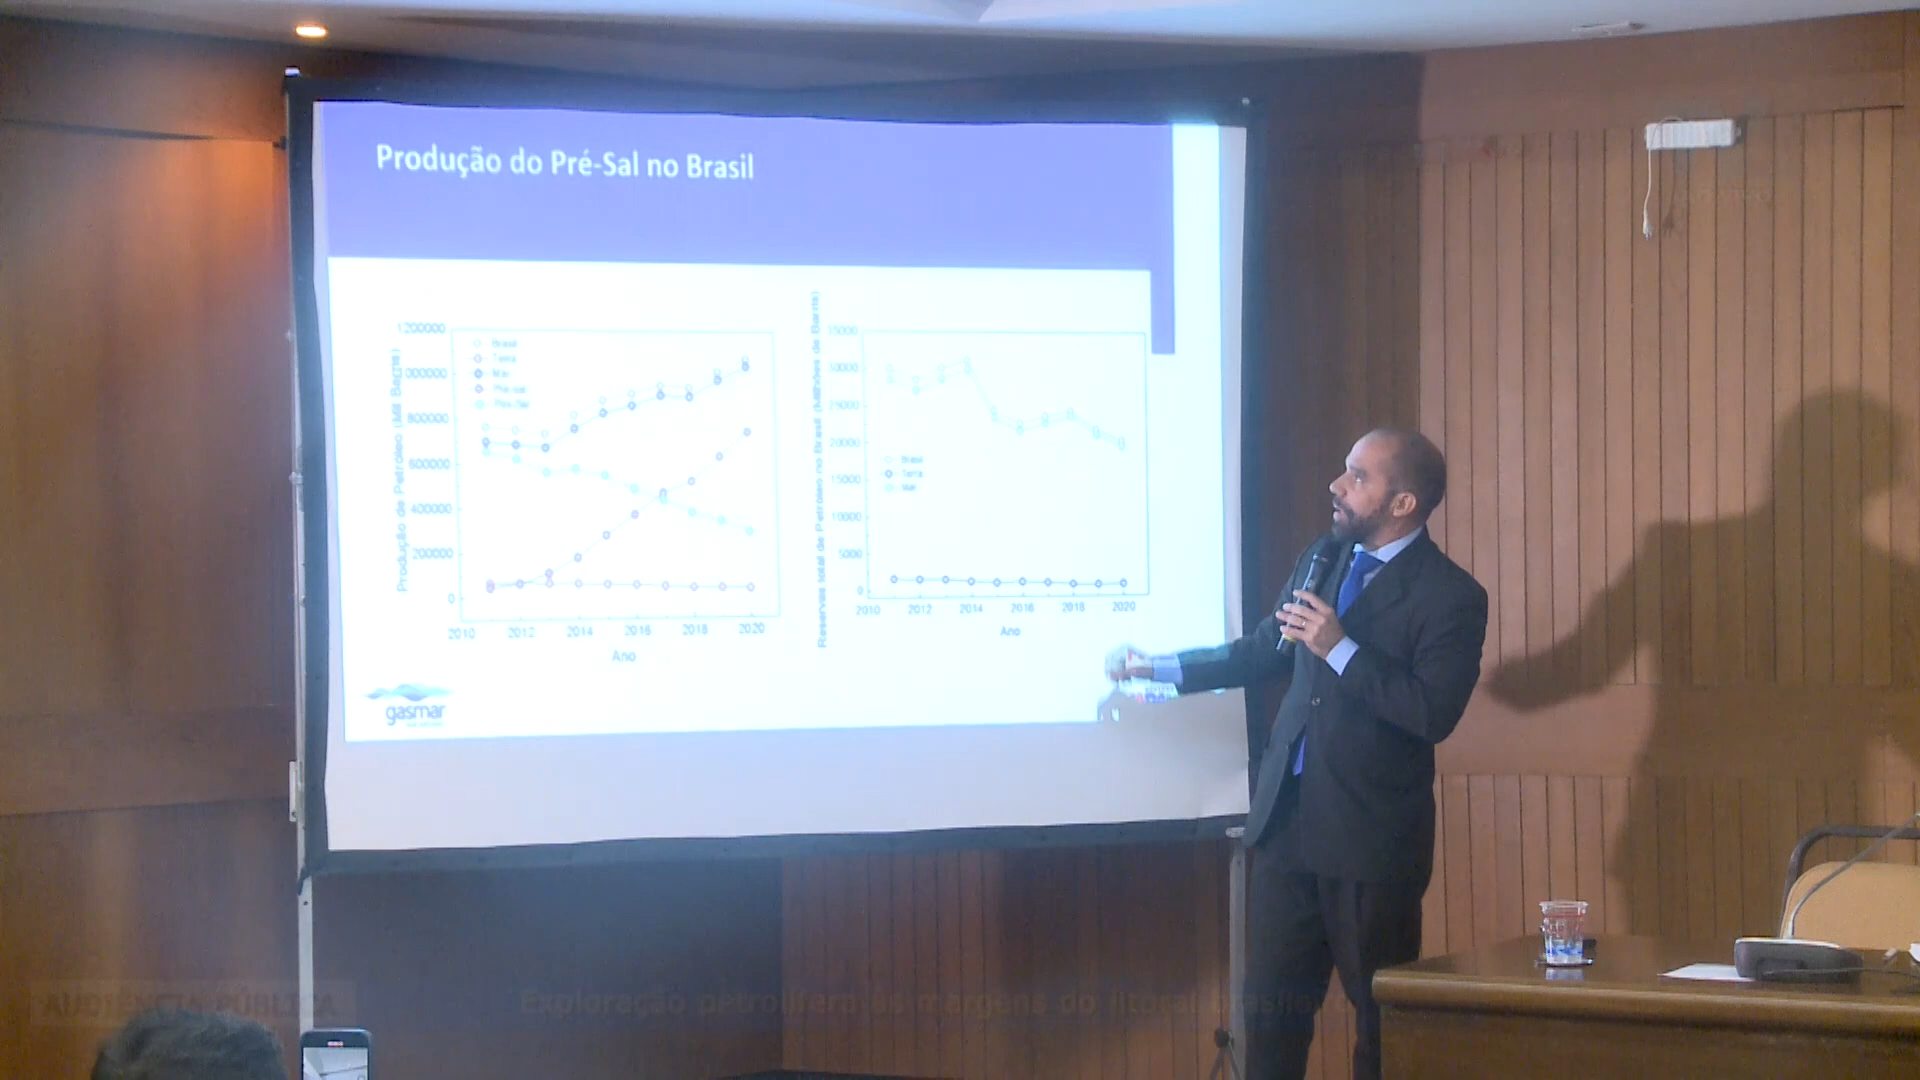 Produção do Pré-Sal no Brasil
Produção de Petróleo (Mil Barris)
1200000
1000000
800000
600000
400000
200000
0
Brasil
Terra
Mar
Pré-sal
Pós-Sal
2010 2012 2014 2016 2018 2020
Ano
Reservas total de Petróleo no Brasil (Milhões de Barris)
35000
30000
25000
20000
15000
10000
5000
0
Brasil
Terra
Mar
2010 2012 2014 2016 2018 2020
Ano
gasmar
AUDIÊNCIA PÚBLICA
Exploração petrolífera às margens do litoral brasileiro